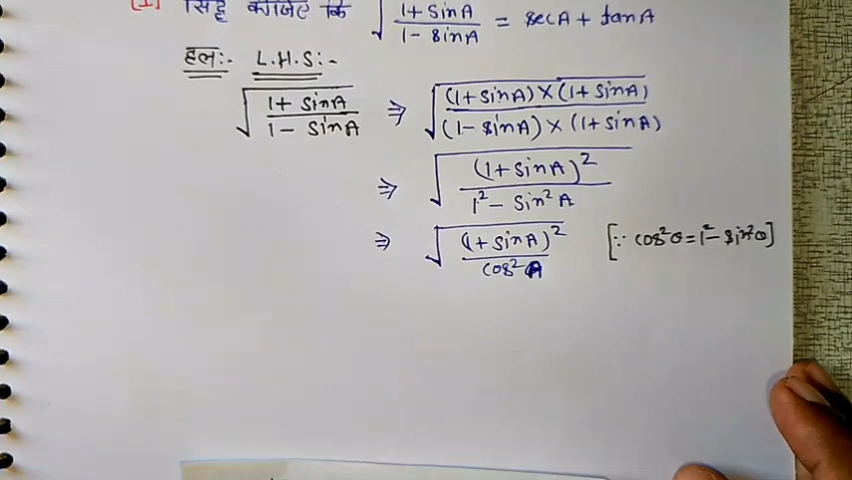 [1] सिद्ध कीजिए कि √(1+sinA / 1-sinA) = secA + tanA
हल:- L.H.S:-
√(1+sinA / 1-sinA) ⇒ √((1+sinA)×(1+sinA) / (1-sinA)×(1+sinA))
⇒ √((1+sinA)² / 1²-sin²A)
⇒ √((1+sinA)² / cos²A) [∵ cos²θ=1²-sin²θ]